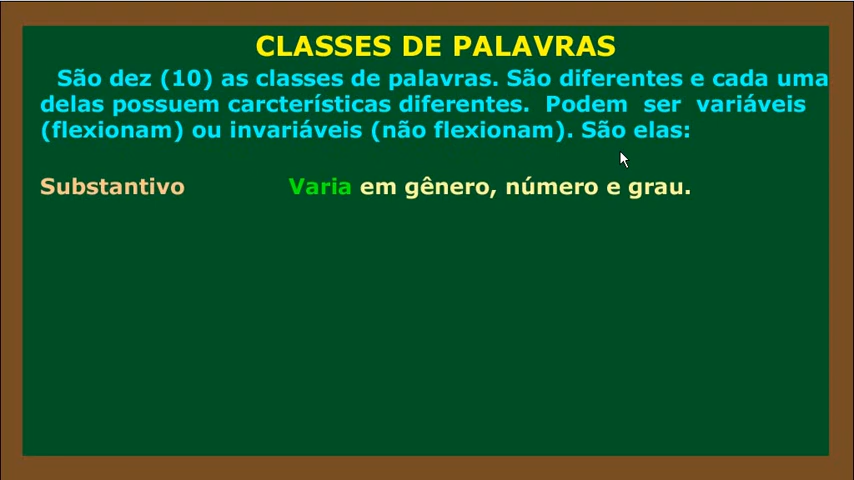 CLASSES DE PALAVRAS
São dez (10) as classes de palavras. São diferentes e cada uma
delas possuem carcterísticas diferentes. Podem ser variáveis
(flexionam) ou invariáveis (não flexionam). São elas:
Substantivo Varia em gênero, número e grau.